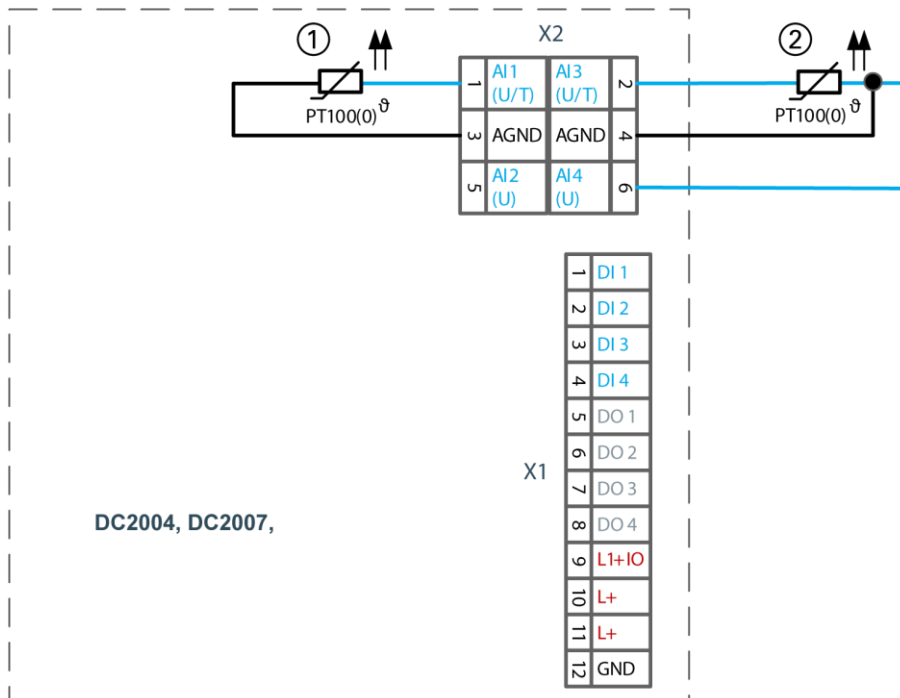 ① X2 ②
1 AI1 (U/T) AI3 (U/T) 2
PT100(0) ϑ PT100(0) ϑ
3 AGND AGND 4
5 AI2 (U) AI4 (U) 6
1 DI 1
2 DI 2
3 DI 3
4 DI 4
5 DO 1
6 DO 2
X1
7 DO 3
8 DO 4
DC2004, DC2007,
9 L1+IO
10 L+
11 L+
12 GND